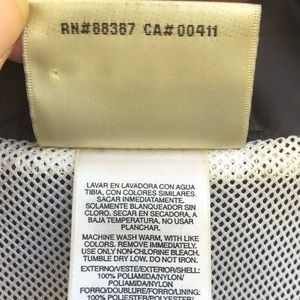 RN#88387 CA#00411
LAVAR EN LAVADORA CON AGUA
TIBIA, CON COLORES SIMILARES.
SACAR INMEDIATAMENTE.
SOLAMENTE BLANQUEADOR SIN
CLORO. SECAR EN SECADORA, A
BAJA TEMPERATURA. NO USAR
PLANCHAR.
MACHINE WASH WARM, WITH LIKE
COLORS. REMOVE IMMEDIATELY.
USE ONLY NON-CHLORINE BLEACH.
TUMBLE DRY LOW. DO NOT IRON.
EXTERNO/VESTE/EXTERIOR/SHELL:
100% POLIAMIDA/NYLON
POLIAMIDE/NYLON
FORRO/DOUBLURE/FORRO/LINING:
100% POLIESTER/POLYESTER/